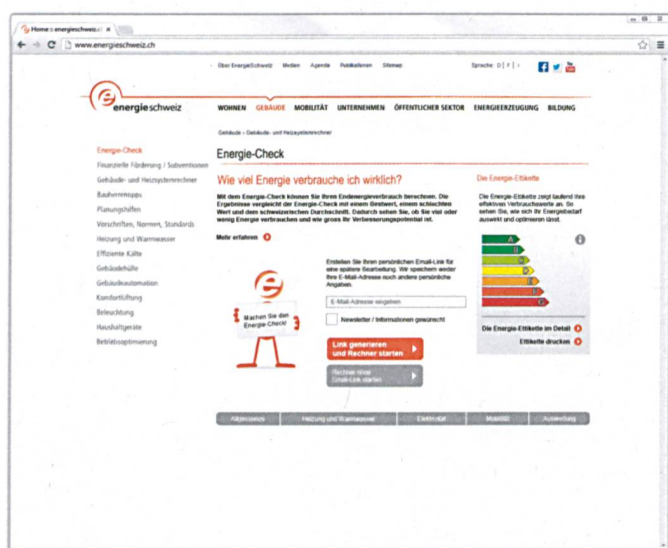 Home :: energieschweiz.c
www.energieschweiz.ch
Über EnergieSchweiz Medien Agenda Publikationen Sitemap Sprache D | F | I
energieschweiz
WOHNEN GEBÄUDE MOBILITÄT UNTERNEHMEN ÖFFENTLICHER SEKTOR ENERGIEERZEUGUNG BILDUNG
Gebäude › Gebäude- und Heizsystemrechner
Energie-Check
Finanzielle Förderung / Subventionen
Gebäude- und Heizsystemrechner
Bauherrentipps
Planungshilfen
Vorschriften, Normen, Standards
Heizung und Warmwasser
Effiziente Kälte
Gebäudehülle
Gebäudeautomation
Komfortlüftung
Beleuchtung
Haushaltgeräte
Betriebsoptimierung
Energie-Check
Wie viel Energie verbrauche ich wirklich?
Mit dem Energie-Check können Sie Ihren Endenergieverbrauch berechnen. Die
Ergebnisse vergleicht der Energie-Check mit einem Bestwert, einem schlechten
Wert und dem schweizerischen Durchschnitt. Dadurch sehen Sie, ob Sie viel oder
wenig Energie verbrauchen und wie gross Ihr Verbesserungspotential ist.
Mehr erfahren
Machen Sie den
Energie-Check!
Erstellen Sie Ihren persönlichen Email-Link für
eine spätere Bearbeitung. Wir speichern weder
Ihre E-Mail-Adresse noch andere persönliche
Angaben.
E-Mail-Adresse eingeben
Newsletter / Informationen gewünscht
Link generieren
und Rechner starten
Rechner ohne
Email-Link starten
Die Energie-Ettikette
Die Energie-Etikette zeigt laufend Ihre
effektiven Verbrauchswerte an. So
sehen Sie, wie sich Ihr Energiebedarf
auswirkt und optimieren lässt.
A
B
C
D
E
F
G
Die Energie-Ettikette im Detail
Ettikette drucken
Allgemeines Heizung und Warmwasser Elektrizität Mobilität Auswertung